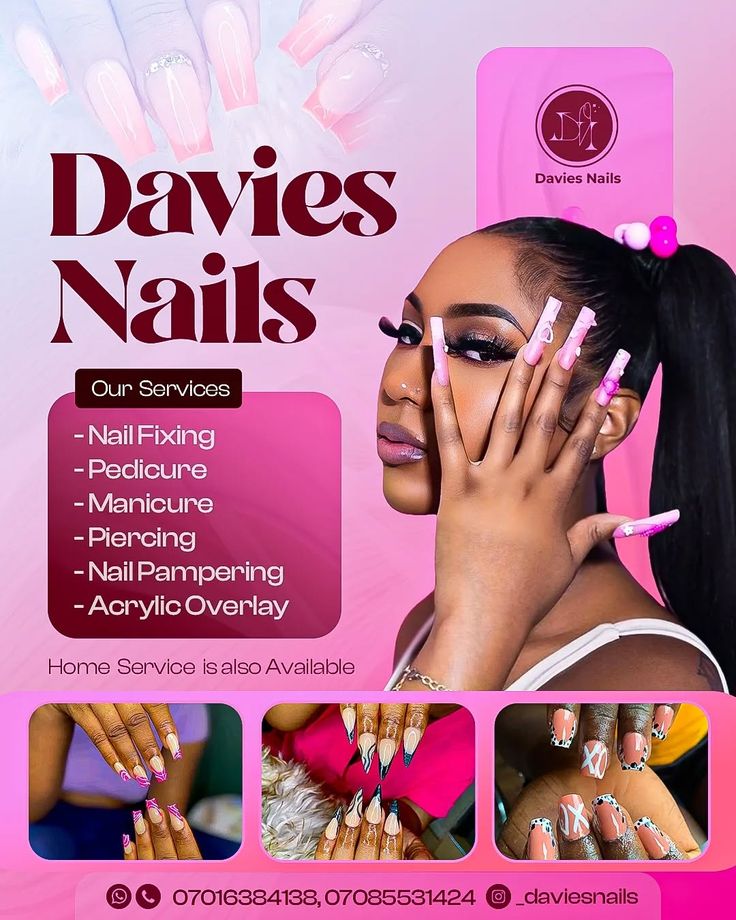 Davies Nails
Davies
Nails
Our Services
- Nail Fixing
- Pedicure
- Manicure
- Piercing
- Nail Pampering
- Acrylic Overlay
Home Service is also Available
07016384138, 07085531424 _daviesnails